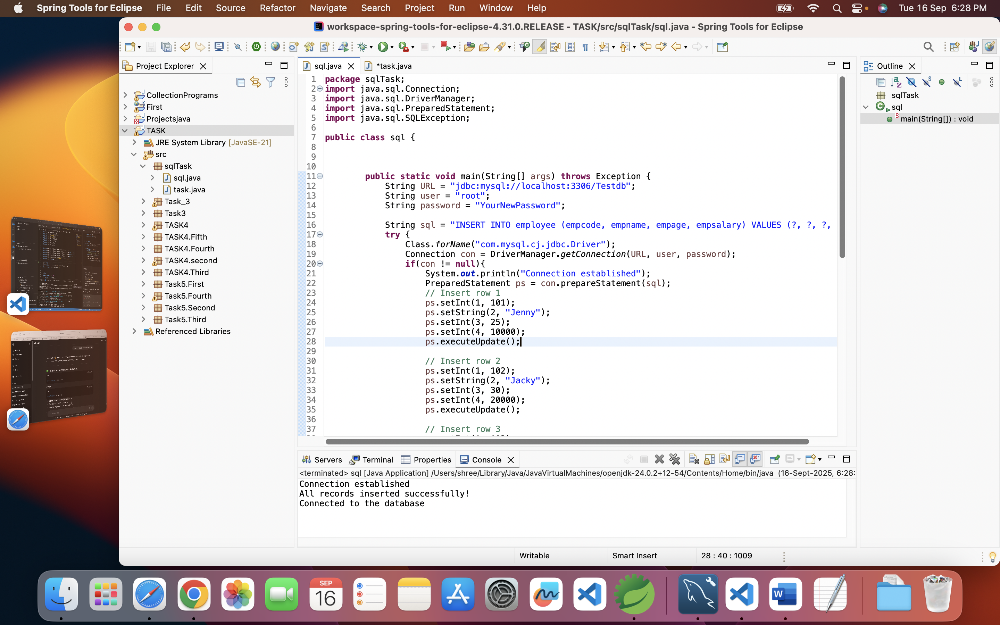 Spring Tools for Eclipse File Edit Source Refactor Navigate Search Project Run Window Help Tue 16 Sep 6:28 PM
workspace-spring-tools-for-eclipse-4.31.0.RELEASE - TASK/src/sqlTask/sql.java - Spring Tools for Eclipse
Project Explorer
CollectionPrograms
First
Projectsjava
TASK
JRE System Library [JavaSE-21]
src
sqlTask
sql.java
task.java
Task_3
Task3
TASK4
TASK4.Fifth
TASK4.Fourth
TASK4.second
TASK4.Third
Task5.First
Task5.Fourth
Task5.Second
Task5.Third
Referenced Libraries
sql.java *task.java
1 package sqlTask;
2 import java.sql.Connection;
3 import java.sql.DriverManager;
4 import java.sql.PreparedStatement;
5 import java.sql.SQLException;
6
7 public class sql {
8
9
10
11 public static void main(String[] args) throws Exception {
12 String URL = "jdbc:mysql://localhost:3306/Testdb";
13 String user = "root";
14 String password = "YourNewPassword";
15
16 String sql = "INSERT INTO employee (empcode, empname, empage, empsalary) VALUES (?, ?, ?,
17 try {
18 Class.forName("com.mysql.cj.jdbc.Driver");
19 Connection con = DriverManager.getConnection(URL, user, password);
20 if(con != null){
21 System.out.println("Connection established");
22 PreparedStatement ps = con.prepareStatement(sql);
23 // Insert row 1
24 ps.setInt(1, 101);
25 ps.setString(2, "Jenny");
26 ps.setInt(3, 25);
27 ps.setInt(4, 10000);
28 ps.executeUpdate();
29
30 // Insert row 2
31 ps.setInt(1, 102);
32 ps.setString(2, "Jacky");
33 ps.setInt(3, 30);
34 ps.setInt(4, 20000);
35 ps.executeUpdate();
36
37 // Insert row 3
Outline
sqlTask
sql
main(String[]) : void
Servers Terminal Properties Console
<terminated> sql [Java Application] /Users/shree/Library/Java/JavaVirtualMachines/openjdk-24.0.2+12-54/Contents/Home/bin/java (16-Sept-2025, 6:28:
Connection established
All records inserted successfully!
Connected to the database
Writable Smart Insert 28 : 40 : 1009
SEP
16
W